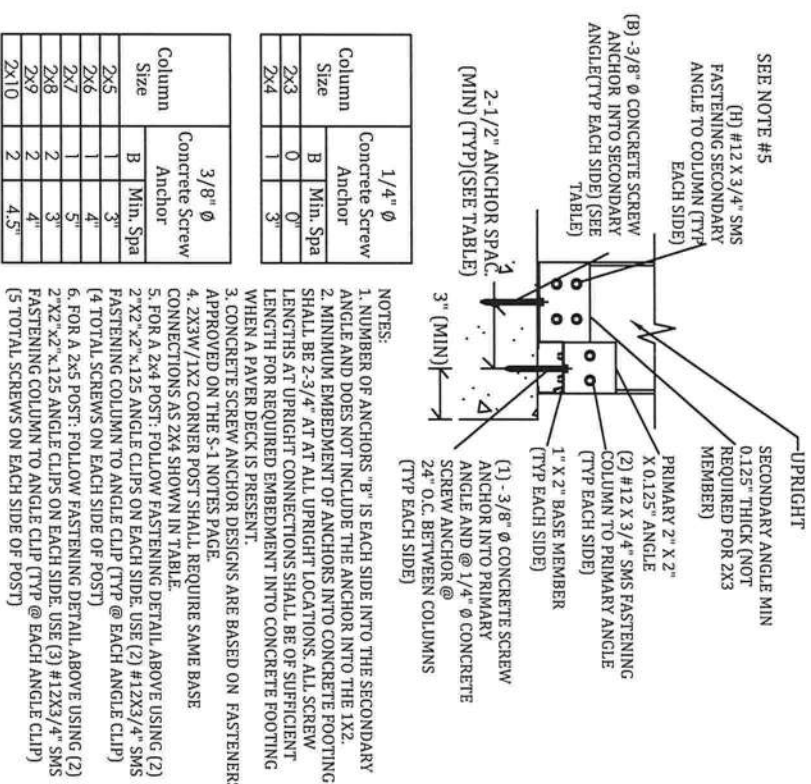 SEE NOTE #5
(H) #12 X 3/4" SMS
FASTENING SECONDARY
ANGLE TO COLUMN (TYP
EACH SIDE)
(B) -3/8" Ø CONCRETE SCREW
ANCHOR INTO SECONDARY
ANGLE(TYP EACH SIDE) (SEE
TABLE)
2-1/2" ANCHOR SPAC.
(MIN) (TYP)(SEE TABLE)
3" (MIN)
UPRIGHT
SECONDARY ANGLE MIN
0.125" THICK (NOT
REQUIRED FOR 2X3
MEMBER)
PRIMARY 2" X 2"
X 0.125" ANGLE
(2) #12 X 3/4" SMS FASTENING
COLUMN TO PRIMARY ANGLE
(TYP EACH SIDE)
1" X 2" BASE MEMBER
(TYP EACH SIDE)
(1) - 3/8" Ø CONCRETE SCREW
ANCHOR INTO PRIMARY
ANGLE AND @ 1/4" Ø CONCRETE
SCREW ANCHOR @
24" O.C. BETWEEN COLUMNS
(TYP EACH SIDE)
Column Size 1/4" Ø Concrete Screw Anchor
B Min. Spa
2x3 0 0"
2x4 1 3"
Column Size 3/8" Ø Concrete Screw Anchor
B Min. Spa
2x5 1 3"
2x6 1 4"
2x7 1 5"
2x8 2 3"
2x9 2 4"
2x10 2 4.5"
NOTES:
1. NUMBER OF ANCHORS "B" IS EACH SIDE INTO THE SECONDARY
ANGLE AND DOES NOT INCLUDE THE ANCHOR INTO THE 1X2.
2. MINIMUM EMBEDMENT OF ANCHORS INTO CONCRETE FOOTING
SHALL BE 2-3/4" AT AT ALL UPRIGHT LOCATIONS. ALL SCREW
LENGTHS AT UPRIGHT CONNECTIONS SHALL BE OF SUFFICIENT
LENGTH FOR REQUIRED EMBEDMENT INTO CONCRETE FOOTING
WHEN A PAVER DECK IS PRESENT.
3. CONCRETE SCREW ANCHOR DESIGNS ARE BASED ON FASTENERS
APPROVED ON THE S-1 NOTES PAGE.
4. 2X3W/1X2 CORNER POST SHALL REQUIRE SAME BASE
CONNECTIONS AS 2X4 SHOWN IN TABLE.
5. FOR A 2x4 POST: FOLLOW FASTENING DETAIL ABOVE USING (2)
2"X2"x2"x.125 ANGLE CLIPS ON EACH SIDE. USE (2) #12X3/4" SMS
FASTENING COLUMN TO ANGLE CLIP (TYP @ EACH ANGLE CLIP)
(4 TOTAL SCREWS ON EACH SIDE OF POST)
6. FOR A 2x5 POST: FOLLOW FASTENING DETAIL ABOVE USING (2)
2"X2"x2"x.125 ANGLE CLIPS ON EACH SIDE. USE (3) #12X3/4" SMS
FASTENING COLUMN TO ANGLE CLIP (TYP @ EACH ANGLE CLIP)
(5 TOTAL SCREWS ON EACH SIDE OF POST)